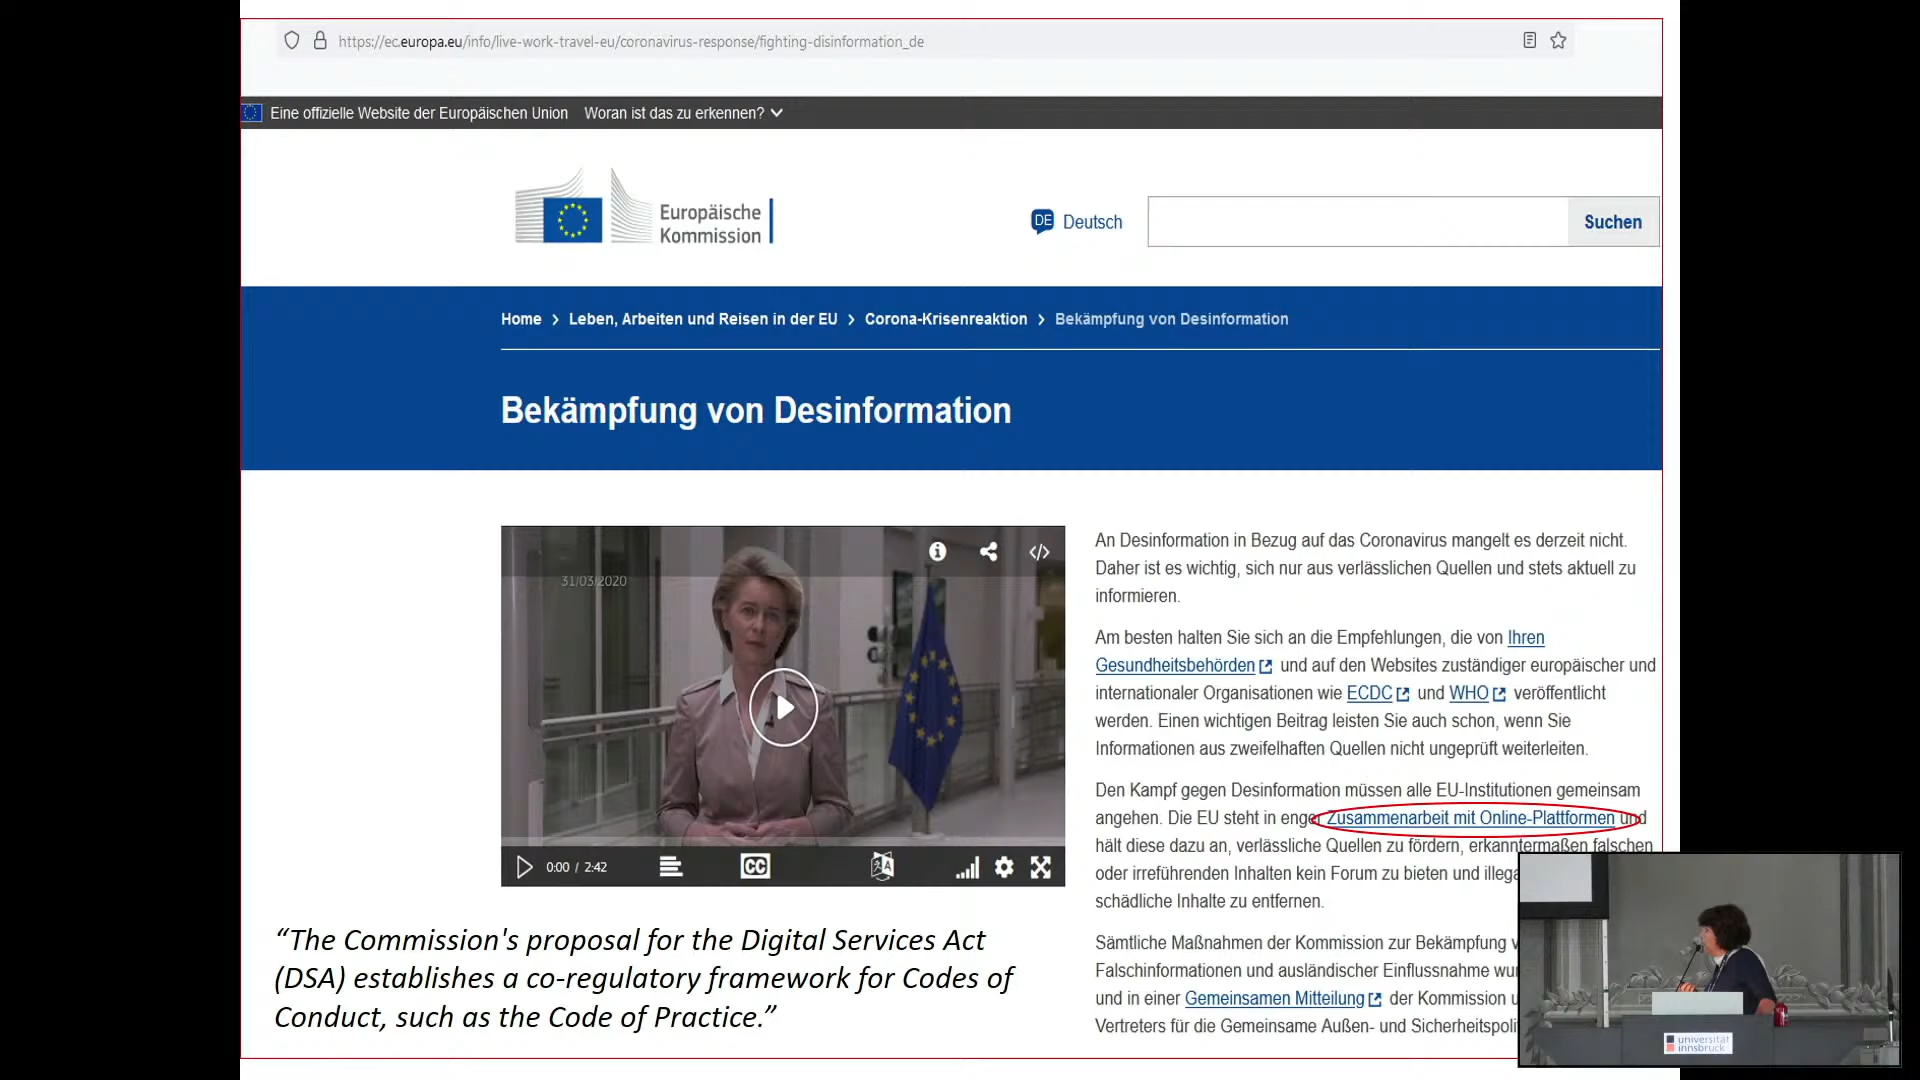 https://ec.europa.eu/info/live-work-travel-eu/coronavirus-response/fighting-disinformation_de
Eine offizielle Website der Europäischen Union Woran ist das zu erkennen?
Europäische
Kommission
DE Deutsch
Suchen
Home > Leben, Arbeiten und Reisen in der EU > Corona-Krisenreaktion > Bekämpfung von Desinformation
Bekämpfung von Desinformation
31/03/2020
0:00 / 2:42
CC
An Desinformation in Bezug auf das Coronavirus mangelt es derzeit nicht.
Daher ist es wichtig, sich nur aus verlässlichen Quellen und stets aktuell zu
informieren.
Am besten halten Sie sich an die Empfehlungen, die von Ihren
Gesundheitsbehörden und auf den Websites zuständiger europäischer und
internationaler Organisationen wie ECDC und WHO veröffentlicht
werden. Einen wichtigen Beitrag leisten Sie auch schon, wenn Sie
Informationen aus zweifelhaften Quellen nicht ungeprüft weiterleiten.
Den Kampf gegen Desinformation müssen alle EU-Institutionen gemeinsam
angehen. Die EU steht in enger Zusammenarbeit mit Online-Plattformen und
hält diese dazu an, verlässliche Quellen zu fördern, erkanntermaßen falschen
oder irreführenden Inhalten kein Forum zu bieten und
schädliche Inhalte zu entfernen.
Sämtliche Maßnahmen der Kommission zur Bekämpfung
Falschinformationen und ausländischer Einflussnahme
und in einer Gemeinsamen Mitteilung der Kommission
Vertreters für die Gemeinsame Außen- und
“The Commission's proposal for the Digital Services Act
(DSA) establishes a co-regulatory framework for Codes of
Conduct, such as the Code of Practice.”
universität
innsbruck